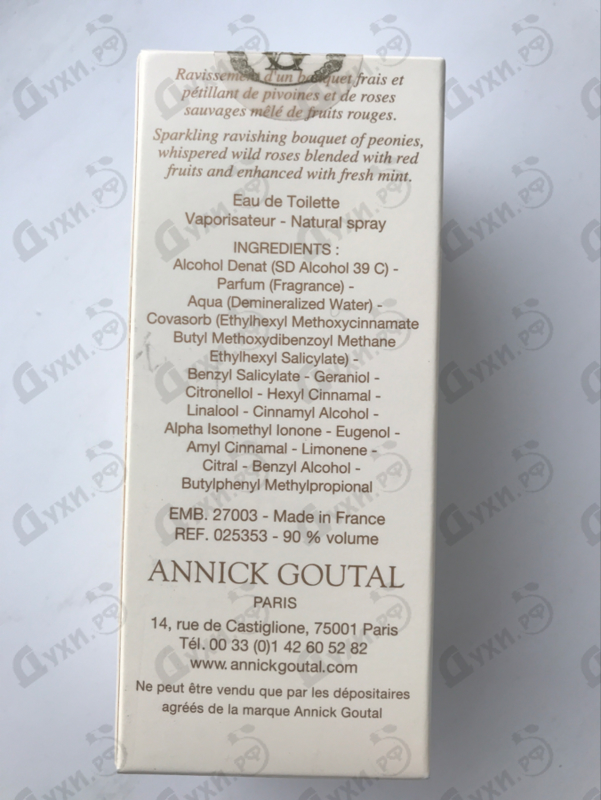 Ravissement d'un bouquet frais et
pétillant de pivoines et de roses
sauvages mêlé de fruits rouges.
Sparkling ravishing bouquet of peonies,
whispered wild roses blended with red
fruits and enhanced with fresh mint.
Eau de Toilette
Vaporisateur - Natural spray
INGREDIENTS :
Alcohol Denat (SD Alcohol 39 C) -
Parfum (Fragrance) -
Aqua (Demineralized Water) -
Covasorb (Ethylhexyl Methoxycinnamate
Butyl Methoxydibenzoyl Methane
Ethylhexyl Salicylate) -
Benzyl Salicylate - Geraniol -
Citronellol - Hexyl Cinnamal -
Linalool - Cinnamyl Alcohol -
Alpha Isomethyl Ionone - Eugenol -
Amyl Cinnamal - Limonene -
Citral - Benzyl Alcohol -
Butylphenyl Methylpropional
EMB. 27003 - Made in France
REF. 025353 - 90 % volume
ANNICK GOUTAL
PARIS
14, rue de Castiglione, 75001 Paris
Tél. 00 33 (0)1 42 60 52 82
www.annickgoutal.com
Ne peut être vendu que par les dépositaires
agréés de la marque Annick Goutal
Духи.рф